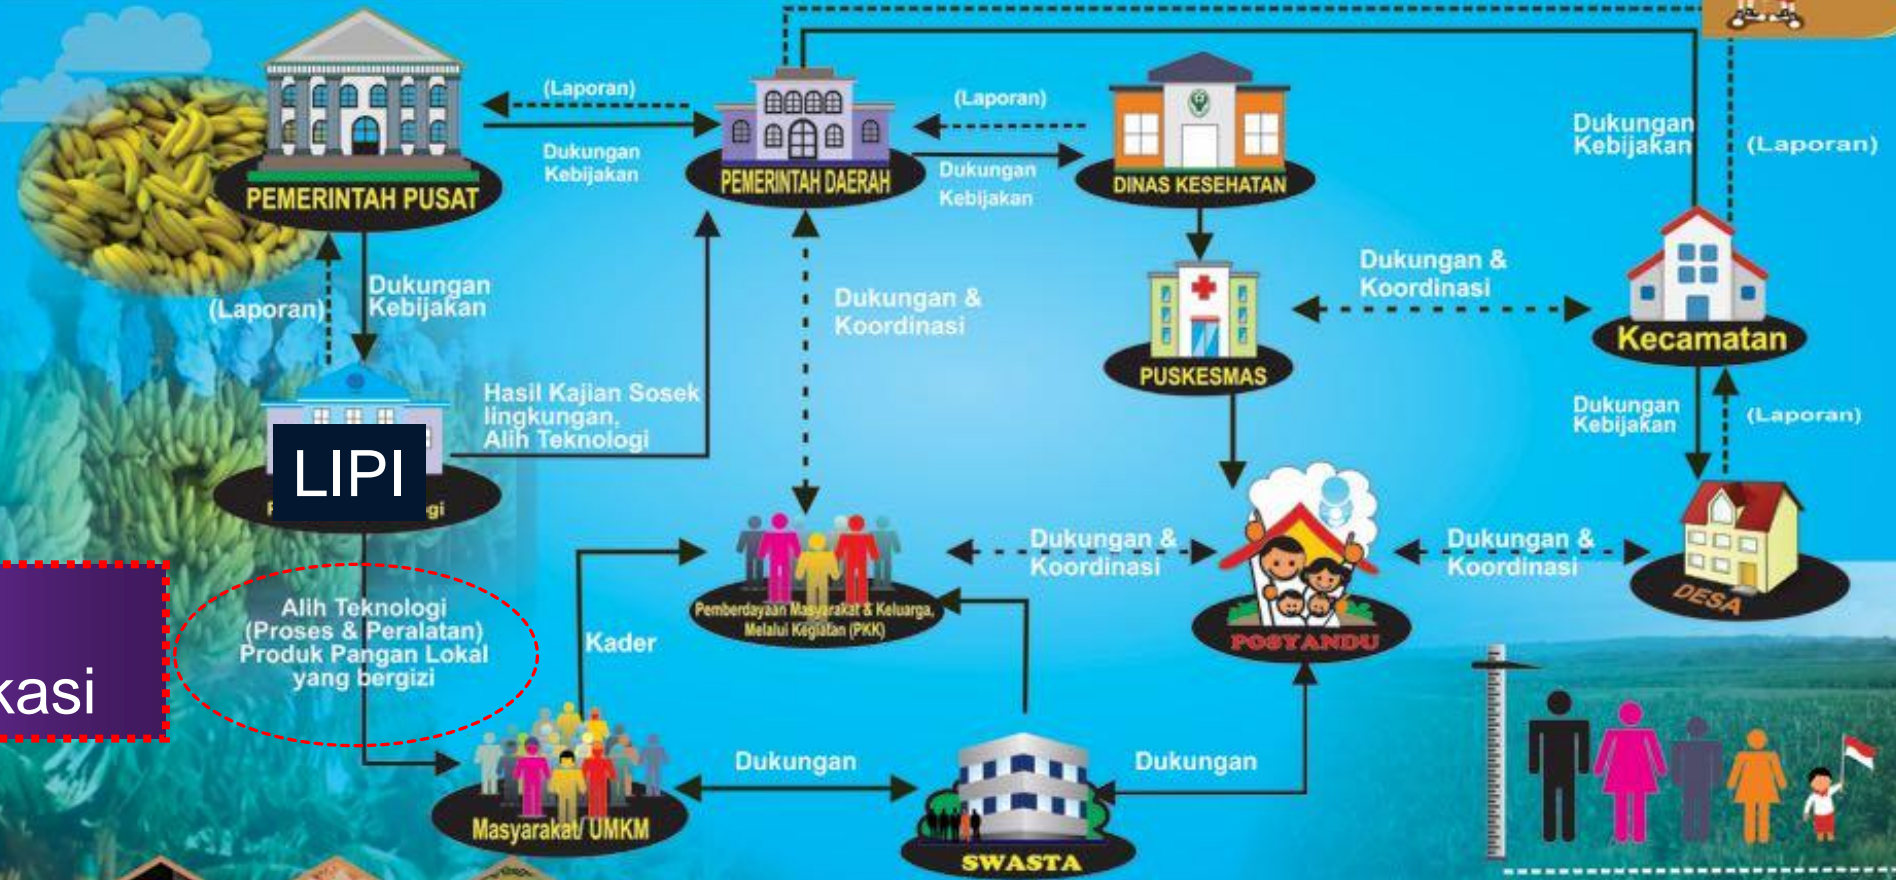 (Laporan)
Dukungan
Kebijakan
(Laporan)
Dukungan
Kebijakan
PEMERINTAH PUSAT
PEMERINTAH DAERAH
DINAS KESEHATAN
Dukungan
Kebijakan
(Laporan)
(Laporan)
Dukungan
Kebijakan
Dukungan &
Koordinasi
Dukungan &
Koordinasi
Kecamatan
PUSKESMAS
Hasil Kajian Sosek
lingkungan,
Alih Teknologi
Dukungan
Kebijakan
(Laporan)
LIPI
gi
Dukungan &
Koordinasi
Dukungan &
Koordinasi
DESA
Pemberdayaan Masyarakat & Keluarga,
Melalui Kegiatan (PKK)
POSYANDU
Alih Teknologi
(Proses & Peralatan)
Produk Pangan Lokal
yang bergizi
Kader
kasi
Dukungan
Dukungan
Masyarakat/ UMKM
SWASTA